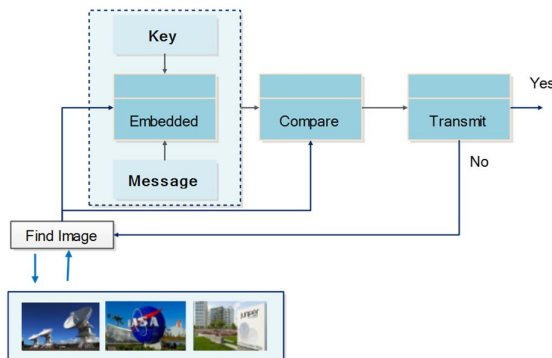 Key
Embedded
Message
Compare
Transmit
Yes
No
Find Image